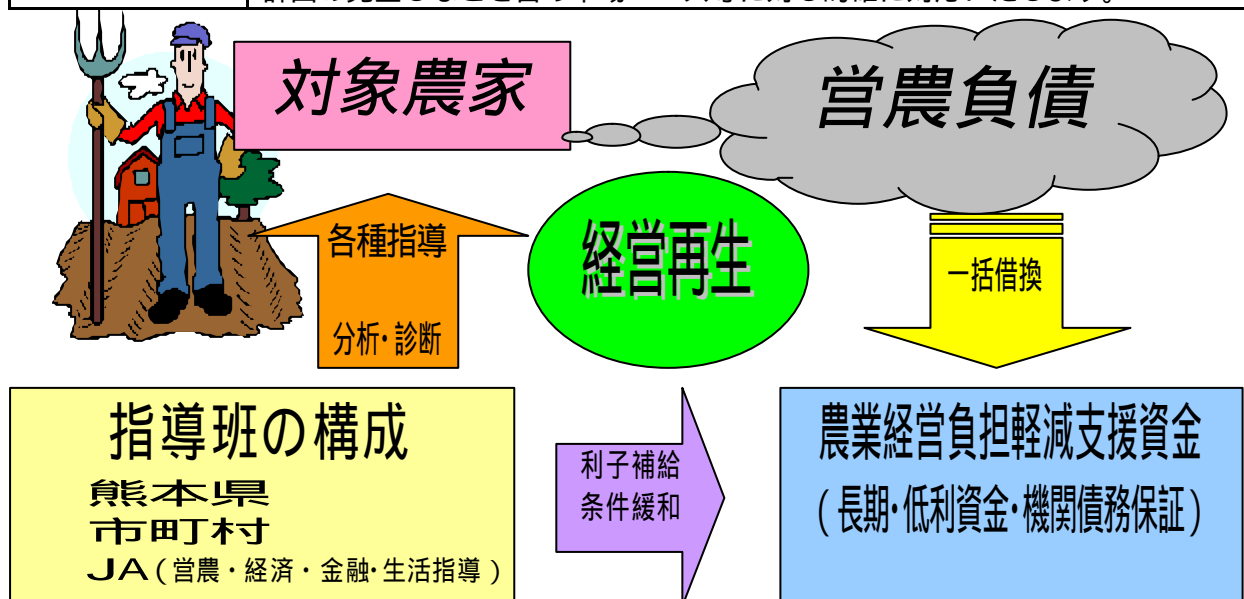 対象農家
営農負債
各種指導
分析・診断
経営再生
一括借換
指導班の構成
熊本県
市町村
JA(営農・経済・金融・生活指導)
利子補給
条件緩和
農業経営負担軽減支援資金
(長期・低利資金・機関債務保証)